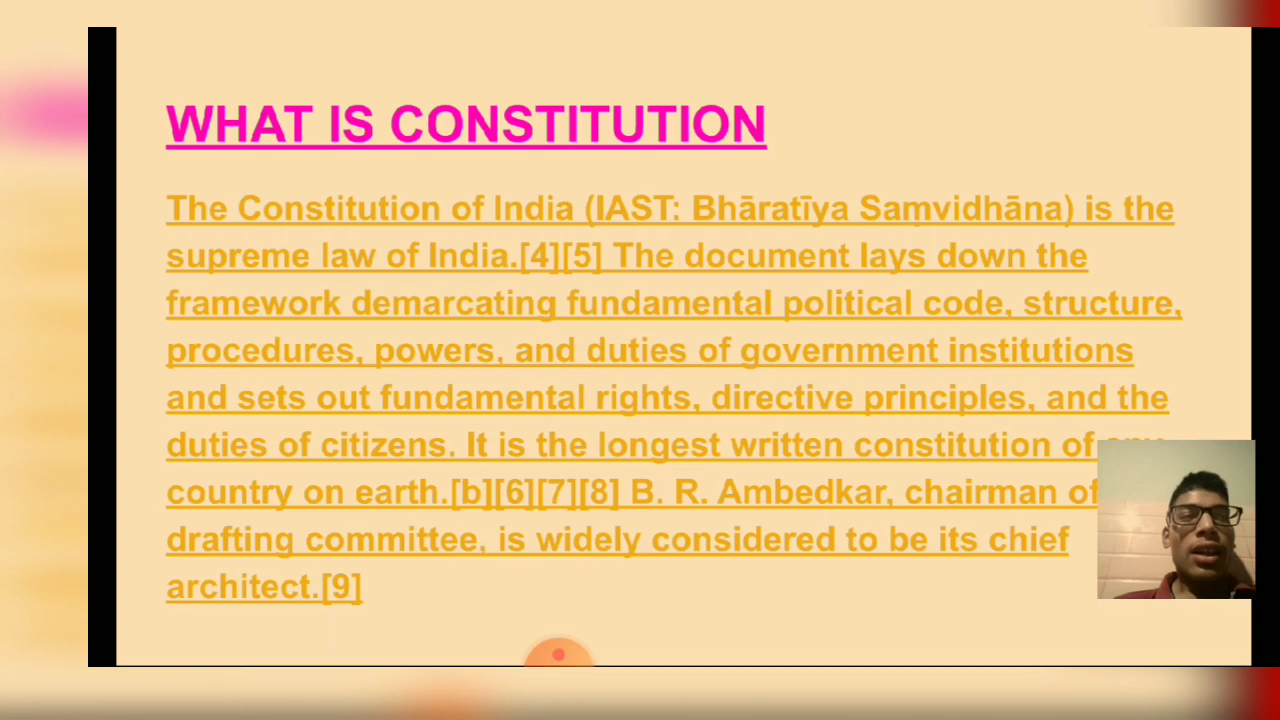 WHAT IS CONSTITUTION
The Constitution of India (IAST: Bhāratīya Saṃvidhāna) is the
supreme law of India.[4][5] The document lays down the
framework demarcating fundamental political code, structure,
procedures, powers, and duties of government institutions
and sets out fundamental rights, directive principles, and the
duties of citizens. It is the longest written constitution of
country on earth.[b][6][7][8] B. R. Ambedkar, chairman of
drafting committee, is widely considered to be its chief
architect.[9]